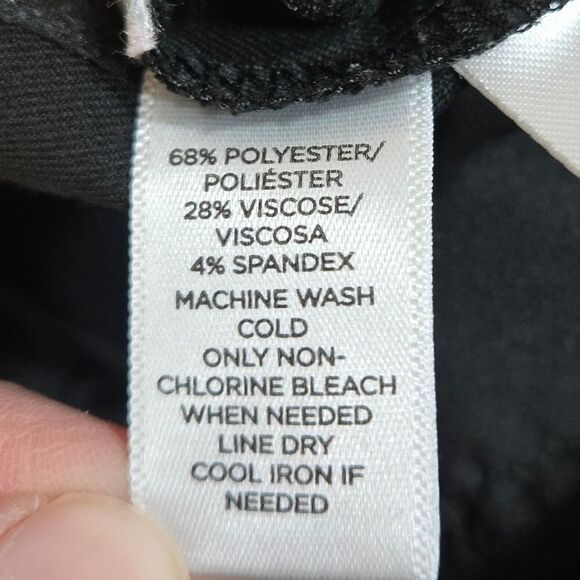 68% POLYESTER/
POLIÉSTER
28% VISCOSE/
VISCOSA
4% SPANDEX
MACHINE WASH
COLD
ONLY NON-
CHLORINE BLEACH
WHEN NEEDED
LINE DRY
COOL IRON IF
NEEDED